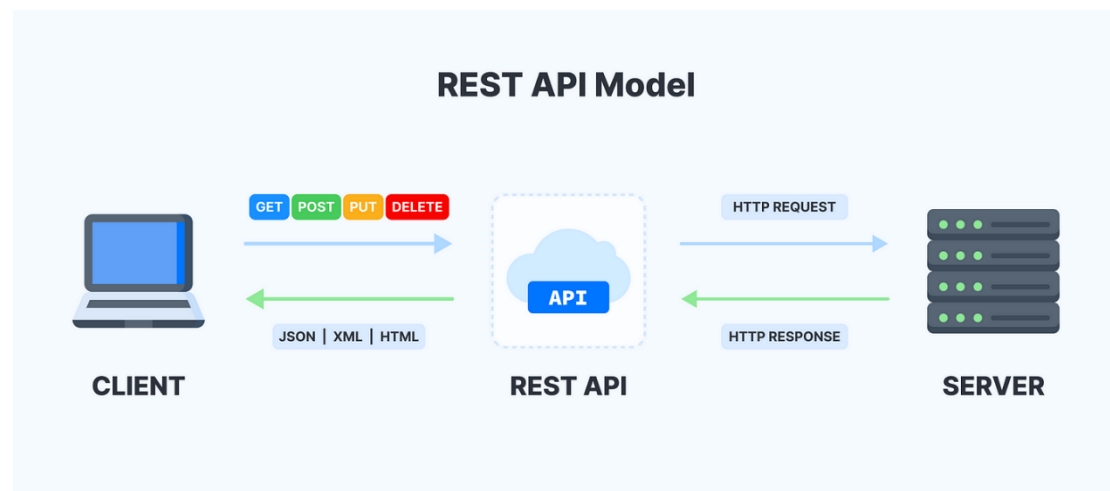 REST API Model
GET POST PUT DELETE
HTTP REQUEST
API
JSON | XML | HTML
HTTP RESPONSE
CLIENT
REST API
SERVER